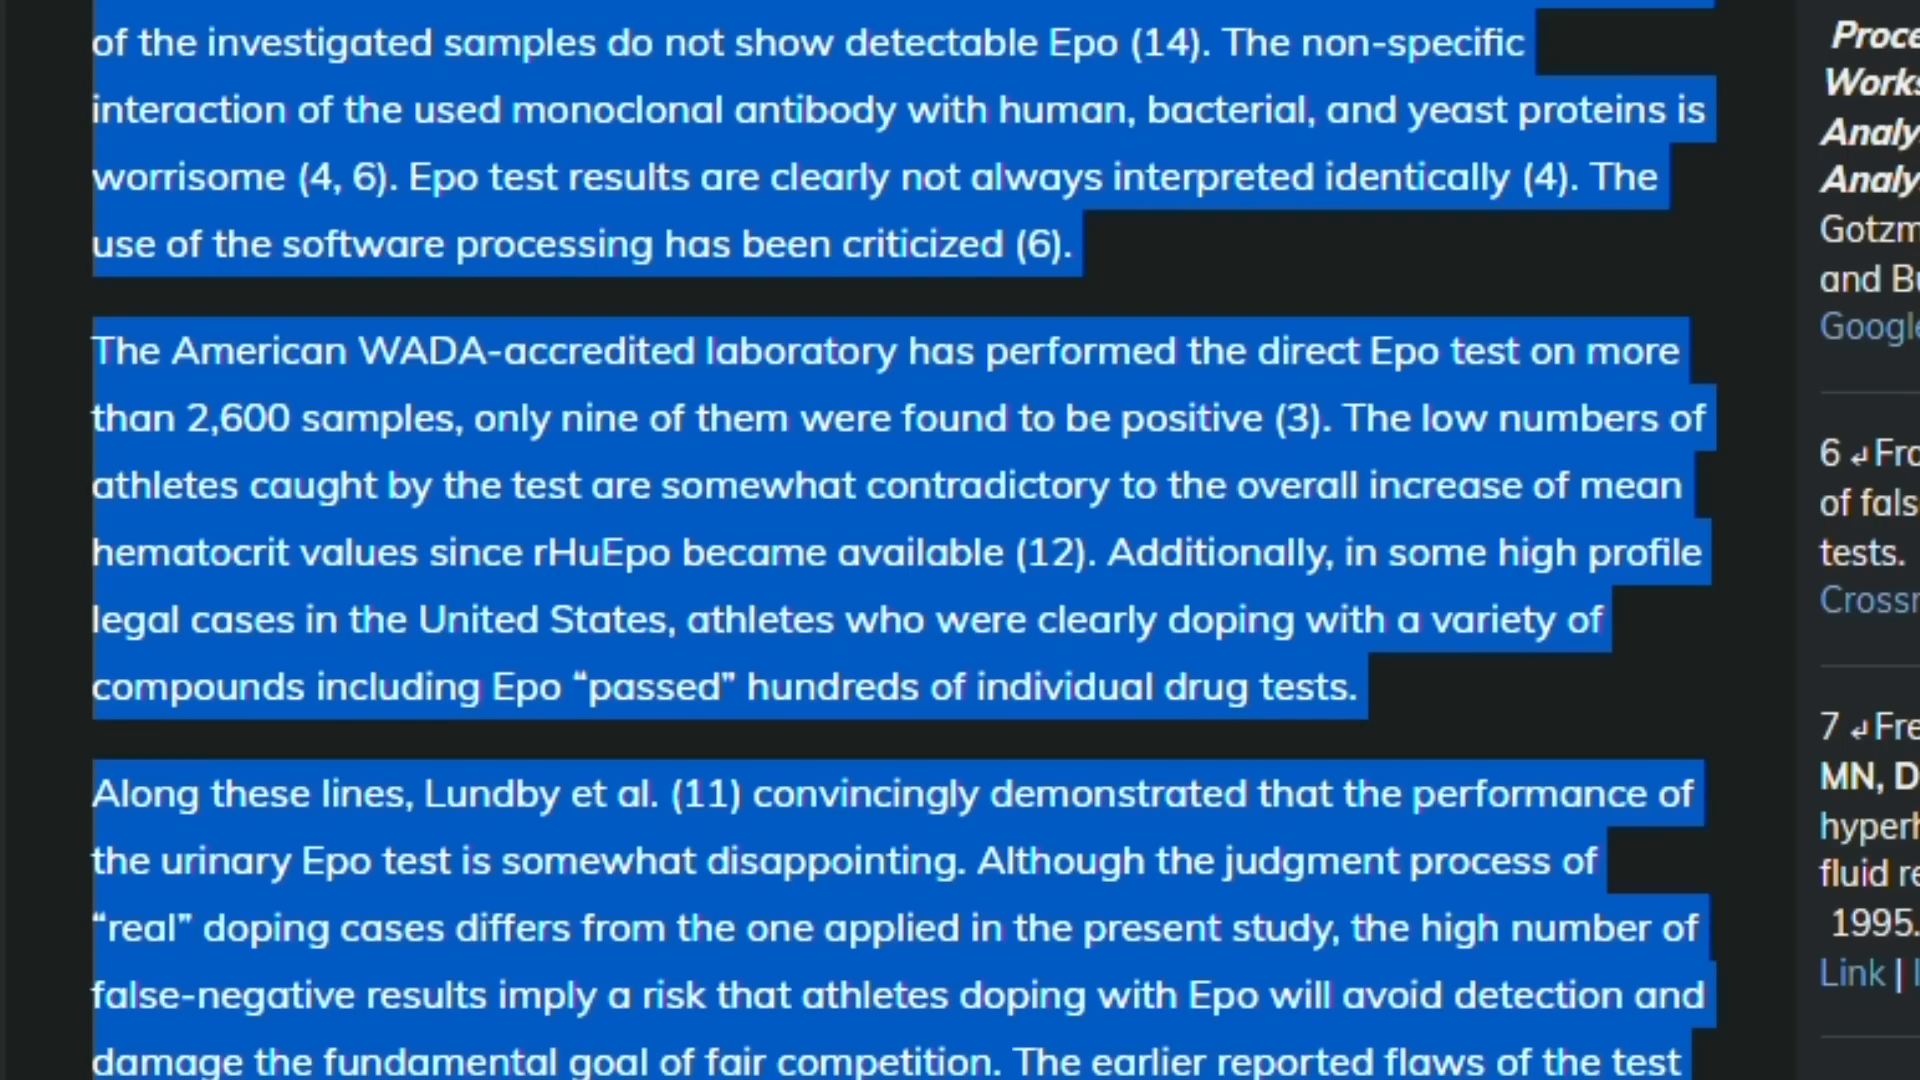 of the investigated samples do not show detectable Epo (14). The non-specific
interaction of the used monoclonal antibody with human, bacterial, and yeast proteins is
worrisome (4, 6). Epo test results are clearly not always interpreted identically (4). The
use of the software processing has been criticized (6).
The American WADA-accredited laboratory has performed the direct Epo test on more
than 2,600 samples, only nine of them were found to be positive (3). The low numbers of
athletes caught by the test are somewhat contradictory to the overall increase of mean
hematocrit values since rHuEpo became available (12). Additionally, in some high profile
legal cases in the United States, athletes who were clearly doping with a variety of
compounds including Epo “passed” hundreds of individual drug tests.
Along these lines, Lundby et al. (11) convincingly demonstrated that the performance of
the urinary Epo test is somewhat disappointing. Although the judgment process of
“real” doping cases differs from the one applied in the present study, the high number of
false-negative results imply a risk that athletes doping with Epo will avoid detection and
damage the fundamental goal of fair competition. The earlier reported flaws of the test
Proce
Works
Analy
Analy
Gotzm
and Bu
Google
6 ↲Fra
of fals
tests.
Crossr
7 ↲Fre
MN, D
hyperh
fluid re
1995.
Link |